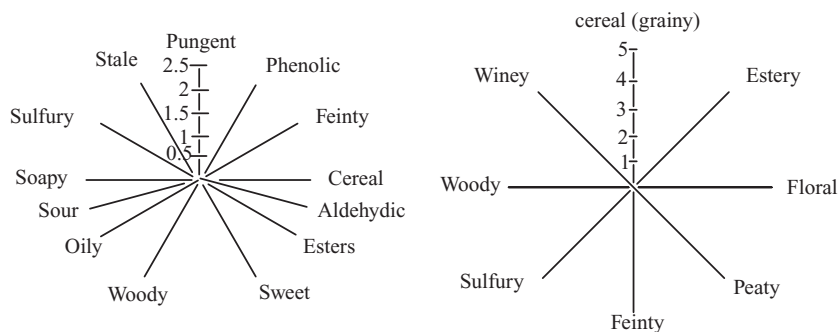 Pungent
2.5
2
1.5
1
0.5
Stale
Phenolic
Sulfury
Feinty
Soapy
Cereal
Sour
Aldehydic
Oily
Esters
Woody
Sweet
cereal (grainy)
5
4
3
2
1
Winey
Estery
Woody
Floral
Sulfury
Peaty
Feinty